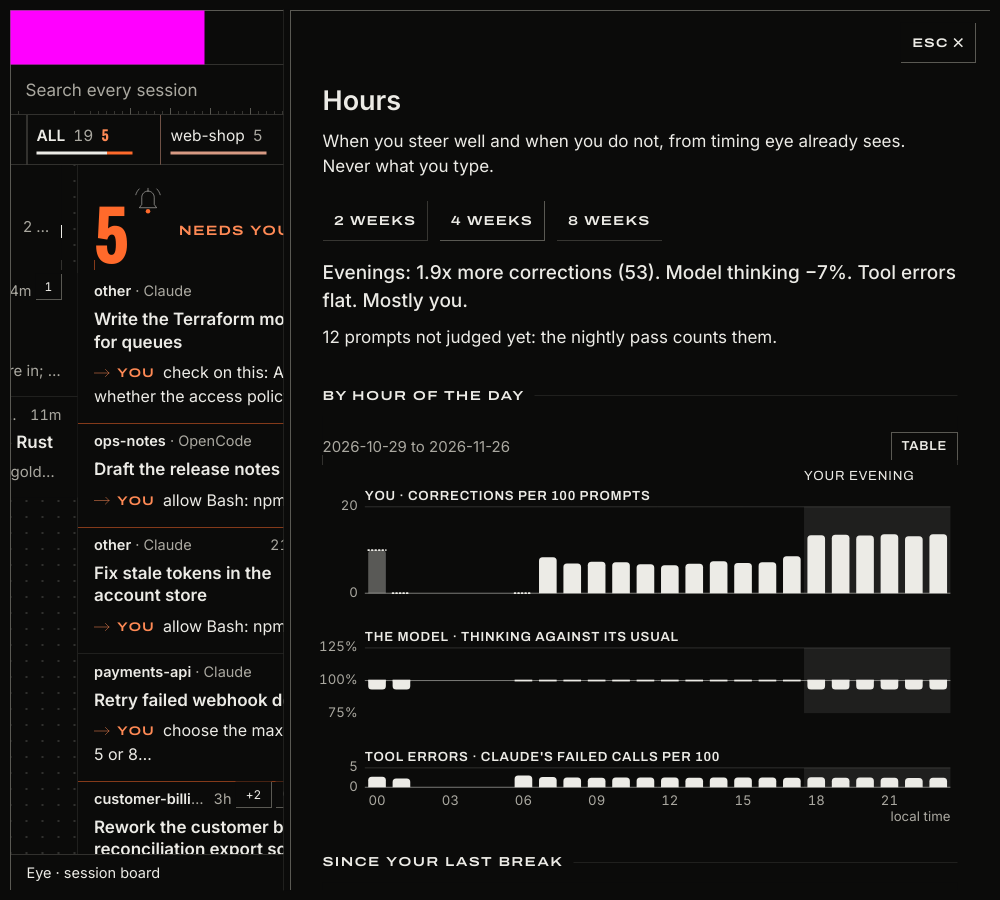 Search every session
ALL 19 5
web-shop 5
2 ...
4m 1
re in; ...
. 11m
Rust
gold...
5
NEEDS YOU
other · Claude
Write the Terraform mo
for queues
→ YOU check on this: A
whether the access polic
ops-notes · OpenCode
Draft the release notes
→ YOU allow Bash: npm
other · Claude 21
Fix stale tokens in the
account store
→ YOU allow Bash: npm
payments-api · Claude
Retry failed webhook d
→ YOU choose the max
5 or 8...
customer-billi... 3h +2
Rework the customer b
reconciliation export sc
Eye · session board
ESC ×
Hours
When you steer well and when you do not, from timing eye already sees.
Never what you type.
2 WEEKS 4 WEEKS 8 WEEKS
Evenings: 1.9x more corrections (53). Model thinking −7%. Tool errors
flat. Mostly you.
12 prompts not judged yet: the nightly pass counts them.
BY HOUR OF THE DAY
2026-10-29 to 2026-11-26
TABLE
YOUR EVENING
YOU · CORRECTIONS PER 100 PROMPTS
20
0
THE MODEL · THINKING AGAINST ITS USUAL
125%
100%
75%
TOOL ERRORS · CLAUDE'S FAILED CALLS PER 100
5
0
00 03 06 09 12 15 18 21
local time
SINCE YOUR LAST BREAK